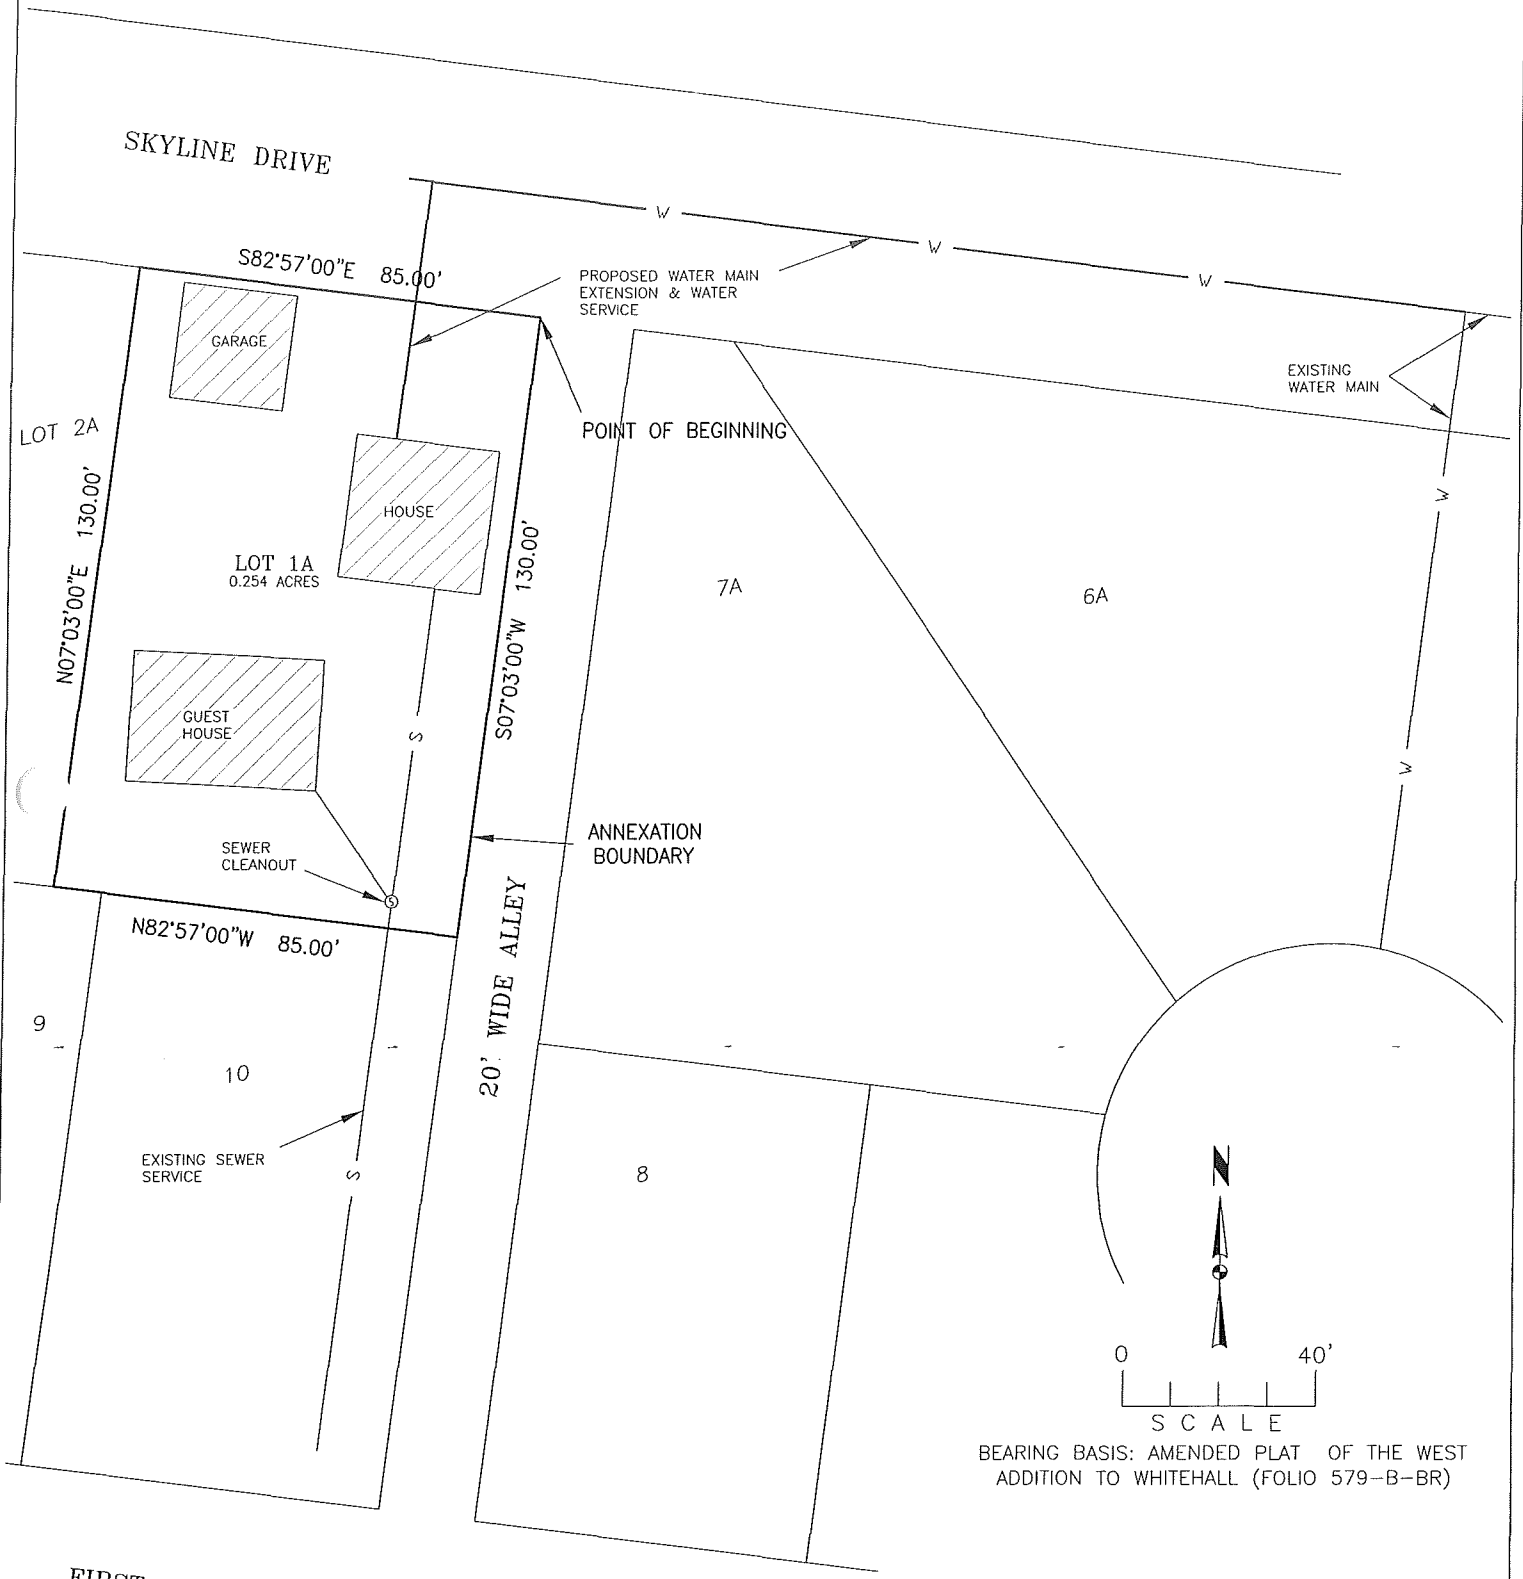 SKYLINE DRIVE
W
W
W
S82°57'00"E 85.00'
PROPOSED WATER MAIN
EXTENSION & WATER
SERVICE
GARAGE
EXISTING
WATER MAIN
LOT 2A
POINT OF BEGINNING
N07°03'00"E 130.00'
HOUSE
S07°03'00"W 130.00'
LOT 1A
0.254 ACRES
7A
6A
W
W
GUEST
HOUSE
S
SEWER
CLEANOUT
S
ANNEXATION
BOUNDARY
N82°57'00"W 85.00'
20' WIDE ALLEY
9
10
EXISTING SEWER
SERVICE
S
8
N
0 40'
SCALE
BEARING BASIS: AMENDED PLAT OF THE WEST
ADDITION TO WHITEHALL (FOLIO 579-B-BR)
FIRST